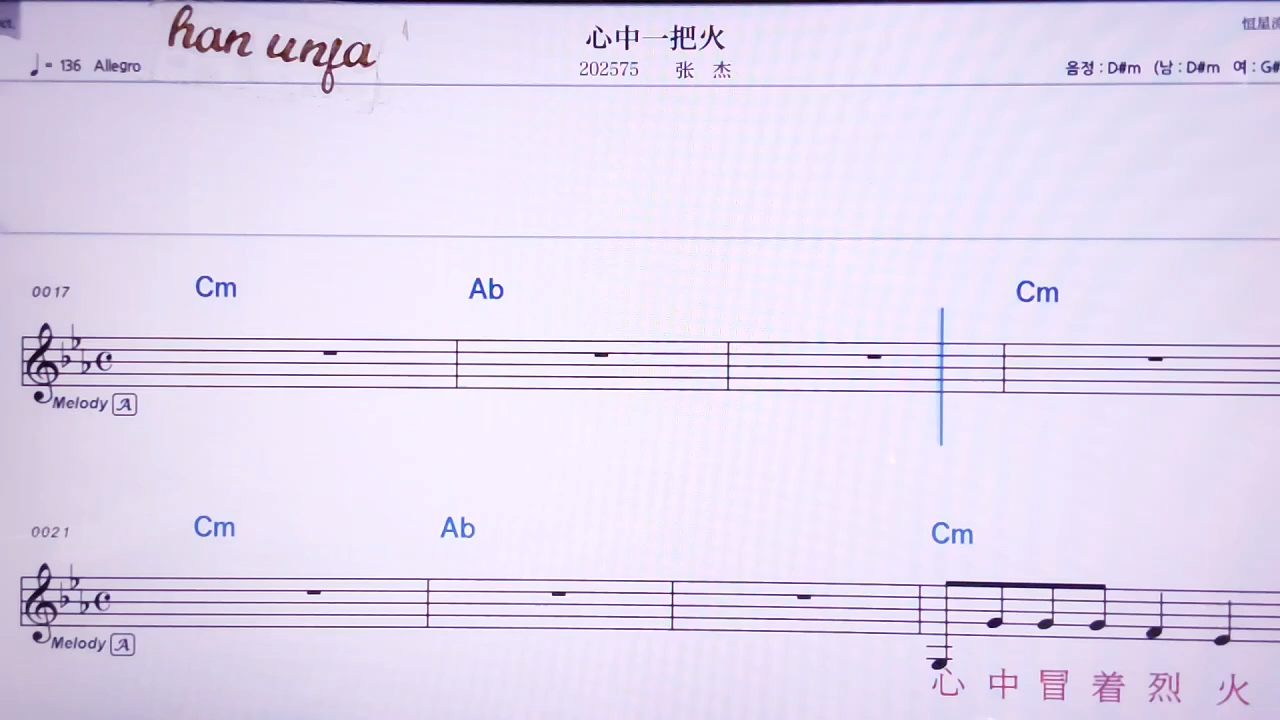 han unfa
心中一把火
♩= 136 Allegro
202575 张 杰
음정 : D#m (남 : D#m 여 : G#
0017
Cm Ab Cm
Melody A
0021
Cm Ab Cm
Melody A
心 中 冒 着 烈 火